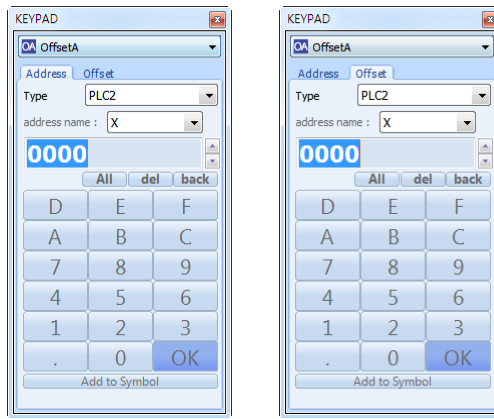 KEYPAD
OA OffsetA
Address Offset
Type PLC2
address name : X
0000
All del back
D E F
A B C
7 8 9
4 5 6
1 2 3
. 0 OK
Add to Symbol
KEYPAD
OA OffsetA
Address Offset
Type PLC2
address name : X
0000
All del back
D E F
A B C
7 8 9
4 5 6
1 2 3
. 0 OK
Add to Symbol